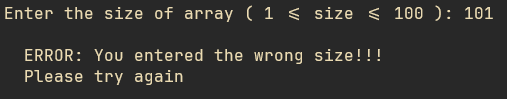 Enter the size of array ( 1 ⩽ size ⩽ 100 ): 101
ERROR: You entered the wrong size!!!
Please try again